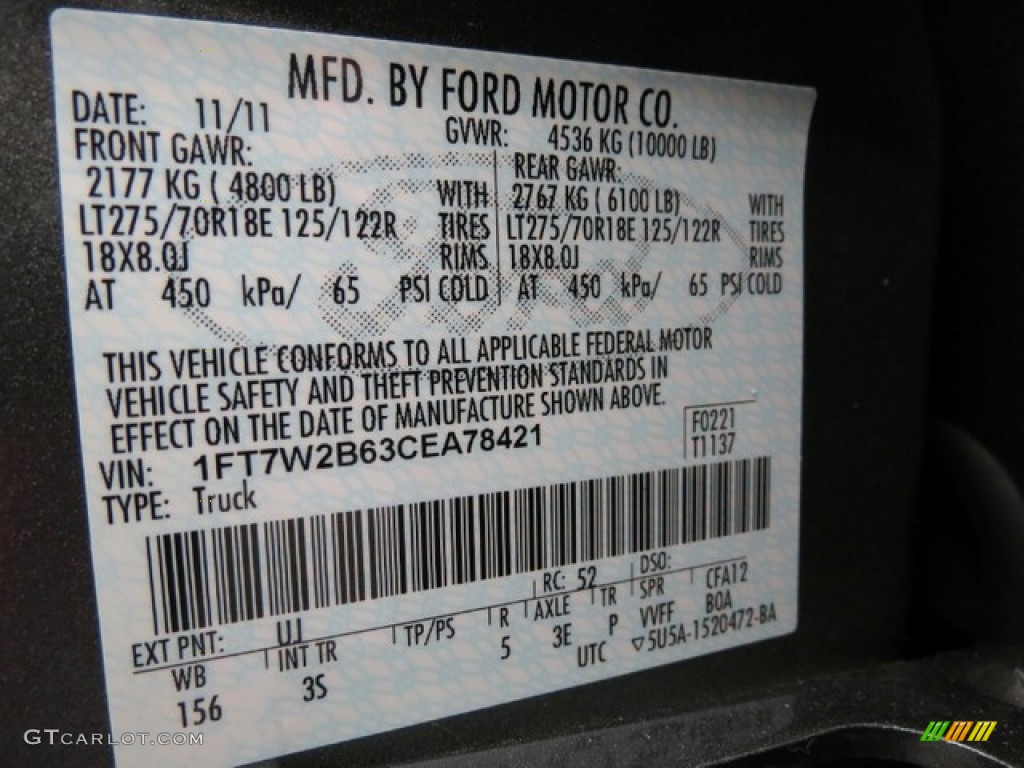 MFD. BY FORD MOTOR CO.
DATE: 11/11 GVWR: 4536 KG (10000 LB)
FRONT GAWR: REAR GAWR:
2177 KG ( 4800 LB) WITH 2767 KG ( 6100 LB) WITH
LT275/70R18E 125/122R TIRES LT275/70R18E 125/122R TIRES
18X8.0J RIMS 18X8.0J RIMS
AT 450 kPa/ 65 PSI COLD AT 450 kPa/ 65 PSI COLD
THIS VEHICLE CONFORMS TO ALL APPLICABLE FEDERAL MOTOR
VEHICLE SAFETY AND THEFT PREVENTION STANDARDS IN
EFFECT ON THE DATE OF MANUFACTURE SHOWN ABOVE.
VIN: 1FT7W2B63CEA78421 F0221
TYPE: Truck T1137
EXT PNT: UJ RC: 52 DSO:
WB INT TR TP/PS R AXLE TR SPR CFA12
156 3S 5 3E P VVFF BOA
UTC ▽5U5A-1520472-BA
GTCARLOT.COM